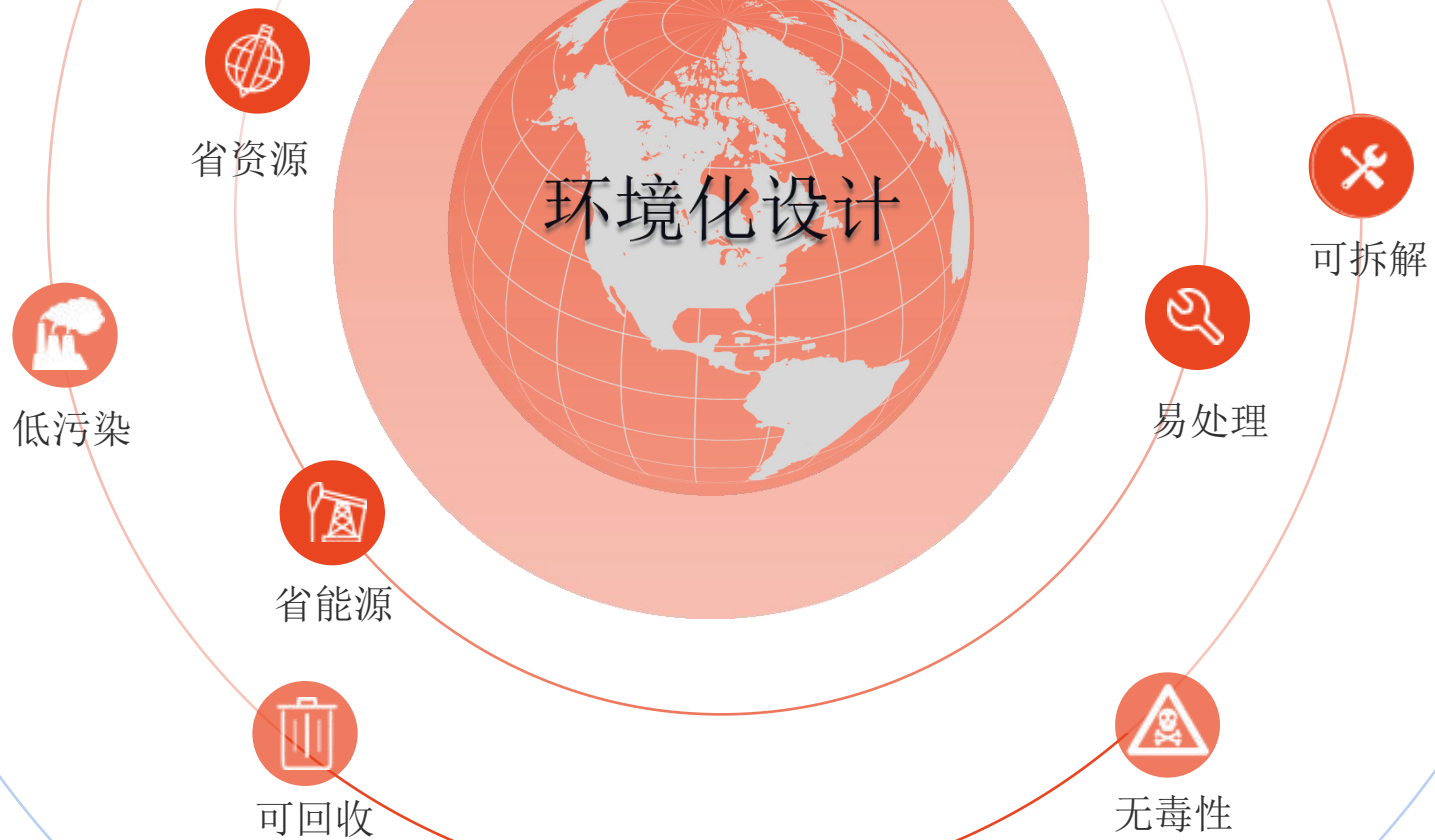 省资源
环境化设计
可拆解
低污染
易处理
省能源
可回收
无毒性